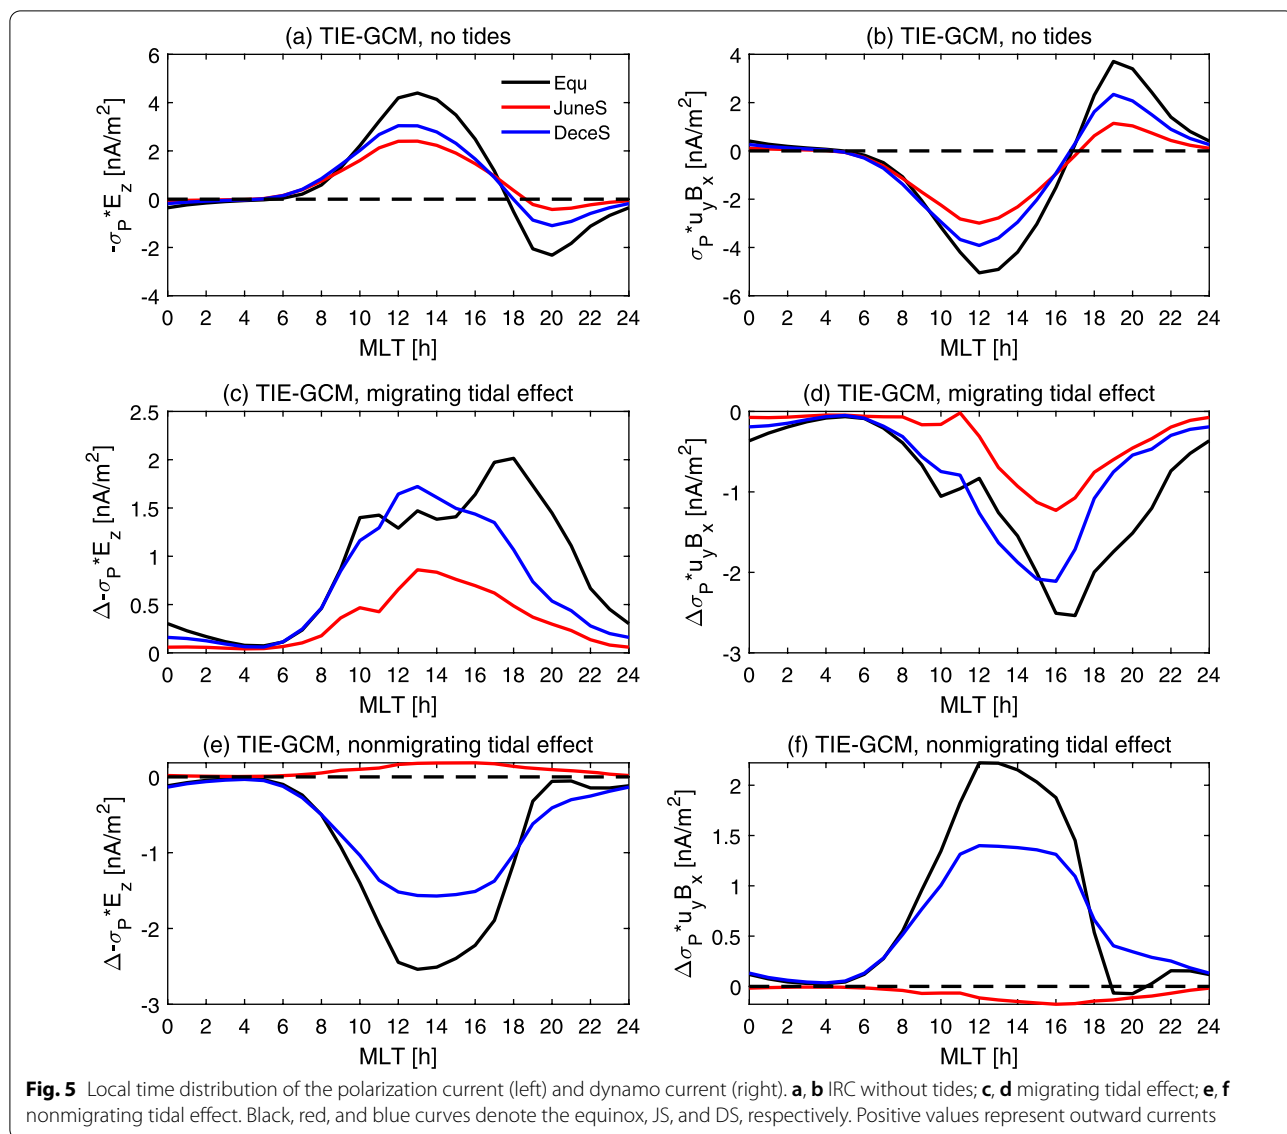 (a) TIE-GCM, no tides
-σP*Ez [nA/m2]
6
4
2
0
-2
-4
Equ
JuneS
DeceS
0 2 4 6 8 10 12 14 16 18 20 22 24
MLT [h]
(b) TIE-GCM, no tides
σP*uyBx [nA/m2]
4
2
0
-2
-4
-6
0 2 4 6 8 10 12 14 16 18 20 22 24
MLT [h]
(c) TIE-GCM, migrating tidal effect
Δ-σP*Ez [nA/m2]
2.5
2
1.5
1
0.5
0
0 2 4 6 8 10 12 14 16 18 20 22 24
MLT [h]
(d) TIE-GCM, migrating tidal effect
ΔσP*uyBx [nA/m2]
0
-1
-2
-3
0 2 4 6 8 10 12 14 16 18 20 22 24
MLT [h]
(e) TIE-GCM, nonmigrating tidal effect
Δ-σP*Ez [nA/m2]
0
-1
-2
-3
0 2 4 6 8 10 12 14 16 18 20 22 24
MLT [h]
(f) TIE-GCM, nonmigrating tidal effect
ΔσP*uyBx [nA/m2]
2
1.5
1
0.5
0
0 2 4 6 8 10 12 14 16 18 20 22 24
MLT [h]
Fig. 5 Local time distribution of the polarization current (left) and dynamo current (right). a, b IRC without tides; c, d migrating tidal effect; e, f
nonmigrating tidal effect. Black, red, and blue curves denote the equinox, JS, and DS, respectively. Positive values represent outward currents